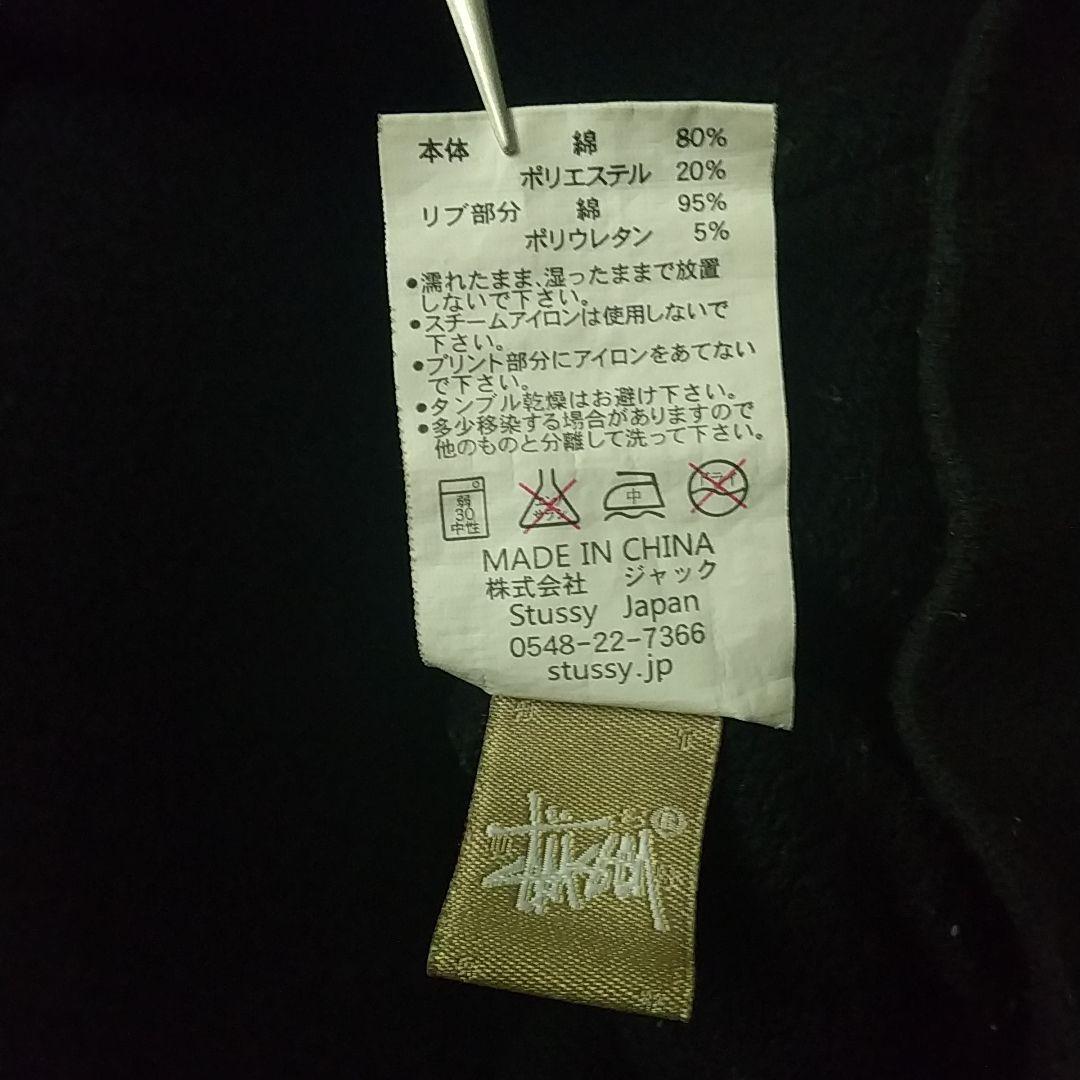 本体 綿 80%
ポリエステル 20%
リブ部分 綿 95%
ポリウレタン 5%
●濡れたまま、湿ったままで放置
しないで下さい。
●スチームアイロンは使用しないで
下さい。
●プリント部分にアイロンをあてない
で下さい。
●タンブル乾燥はお避け下さい。
●多少移染する場合がありますので
他のものと分離して洗って下さい。
弱
30
中性
中
ドライ
MADE IN CHINA
株式会社 ジャック
Stussy Japan
0548-22-7366
stussy.jp
Stussy ®